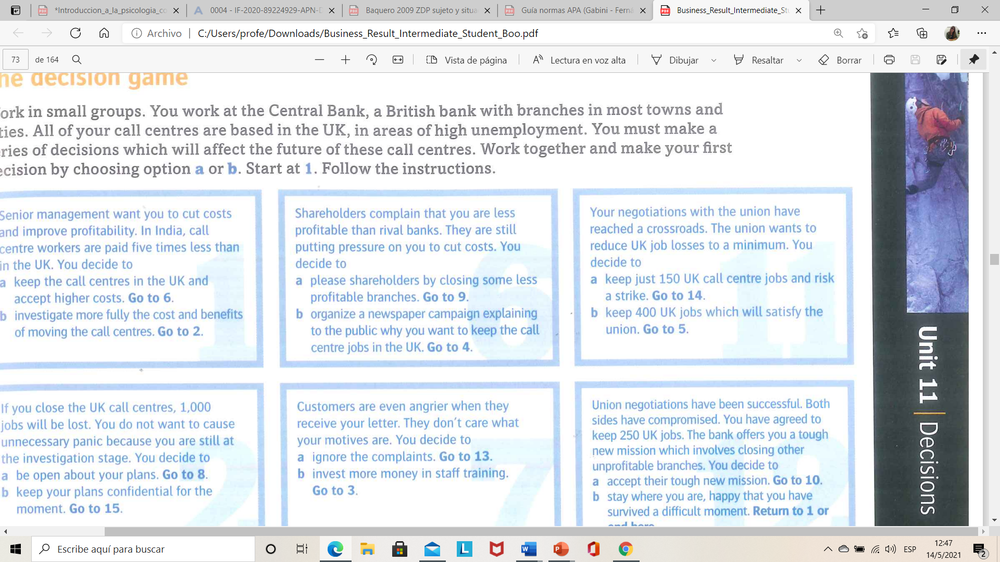 *Introduccion_a_la_psicologia_co
0004 - IF-2020-89224929-APN-D
Baquero 2009 ZDP sujeto y situa
Guía normas APA (Gabini - Ferna
Business_Result_Intermediate_Stu
Archivo
C:/Users/profe/Downloads/Business_Result_Intermediate_Student_Boo.pdf
73 de 164
Vista de página
Lectura en voz alta
Dibujar
Resaltar
Borrar
he decision game
ork in small groups. You work at the Central Bank, a British bank with branches in most towns and
ties. All of your call centres are based in the UK, in areas of high unemployment. You must make a
ries of decisions which will affect the future of these call centres. Work together and make your first
ecision by choosing option a or b. Start at 1. Follow the instructions.
Senior management want you to cut costs
and improve profitability. In India, call
centre workers are paid five times less than
in the UK. You decide to
a keep the call centres in the UK and
accept higher costs. Go to 6.
b investigate more fully the cost and benefits
of moving the call centres. Go to 2.
1
Shareholders complain that you are less
profitable than rival banks. They are still
putting pressure on you to cut costs. You
decide to
a please shareholders by closing some less
profitable branches. Go to 9.
b organize a newspaper campaign explaining
to the public why you want to keep the call
centre jobs in the UK. Go to 4.
6
Your negotiations with the union have
reached a crossroads. The union wants to
reduce UK job losses to a minimum. You
decide to
a keep just 150 UK call centre jobs and risk
a strike. Go to 14.
b keep 400 UK jobs which will satisfy the
union. Go to 5.
11
If you close the UK call centres, 1,000
jobs will be lost. You do not want to cause
unnecessary panic because you are still at
the investigation stage. You decide to
a be open about your plans. Go to 8.
b keep your plans confidential for the
moment. Go to 15.
2
Customers are even angrier when they
receive your letter. They don't care what
your motives are. You decide to
a ignore the complaints. Go to 13.
b invest more money in staff training.
Go to 3.
7
Union negotiations have been successful. Both
sides have compromised. You have agreed to
keep 250 UK jobs. The bank offers you a tough
new mission which involves closing other
unprofitable branches. You decide to
a accept their tough new mission. Go to 10.
b stay where you are, happy that you have
survived a difficult moment. Return to 1 or
end here
12
Unit 11 | Decisions
Escribe aquí para buscar
ESP
12:47
14/5/2021
2